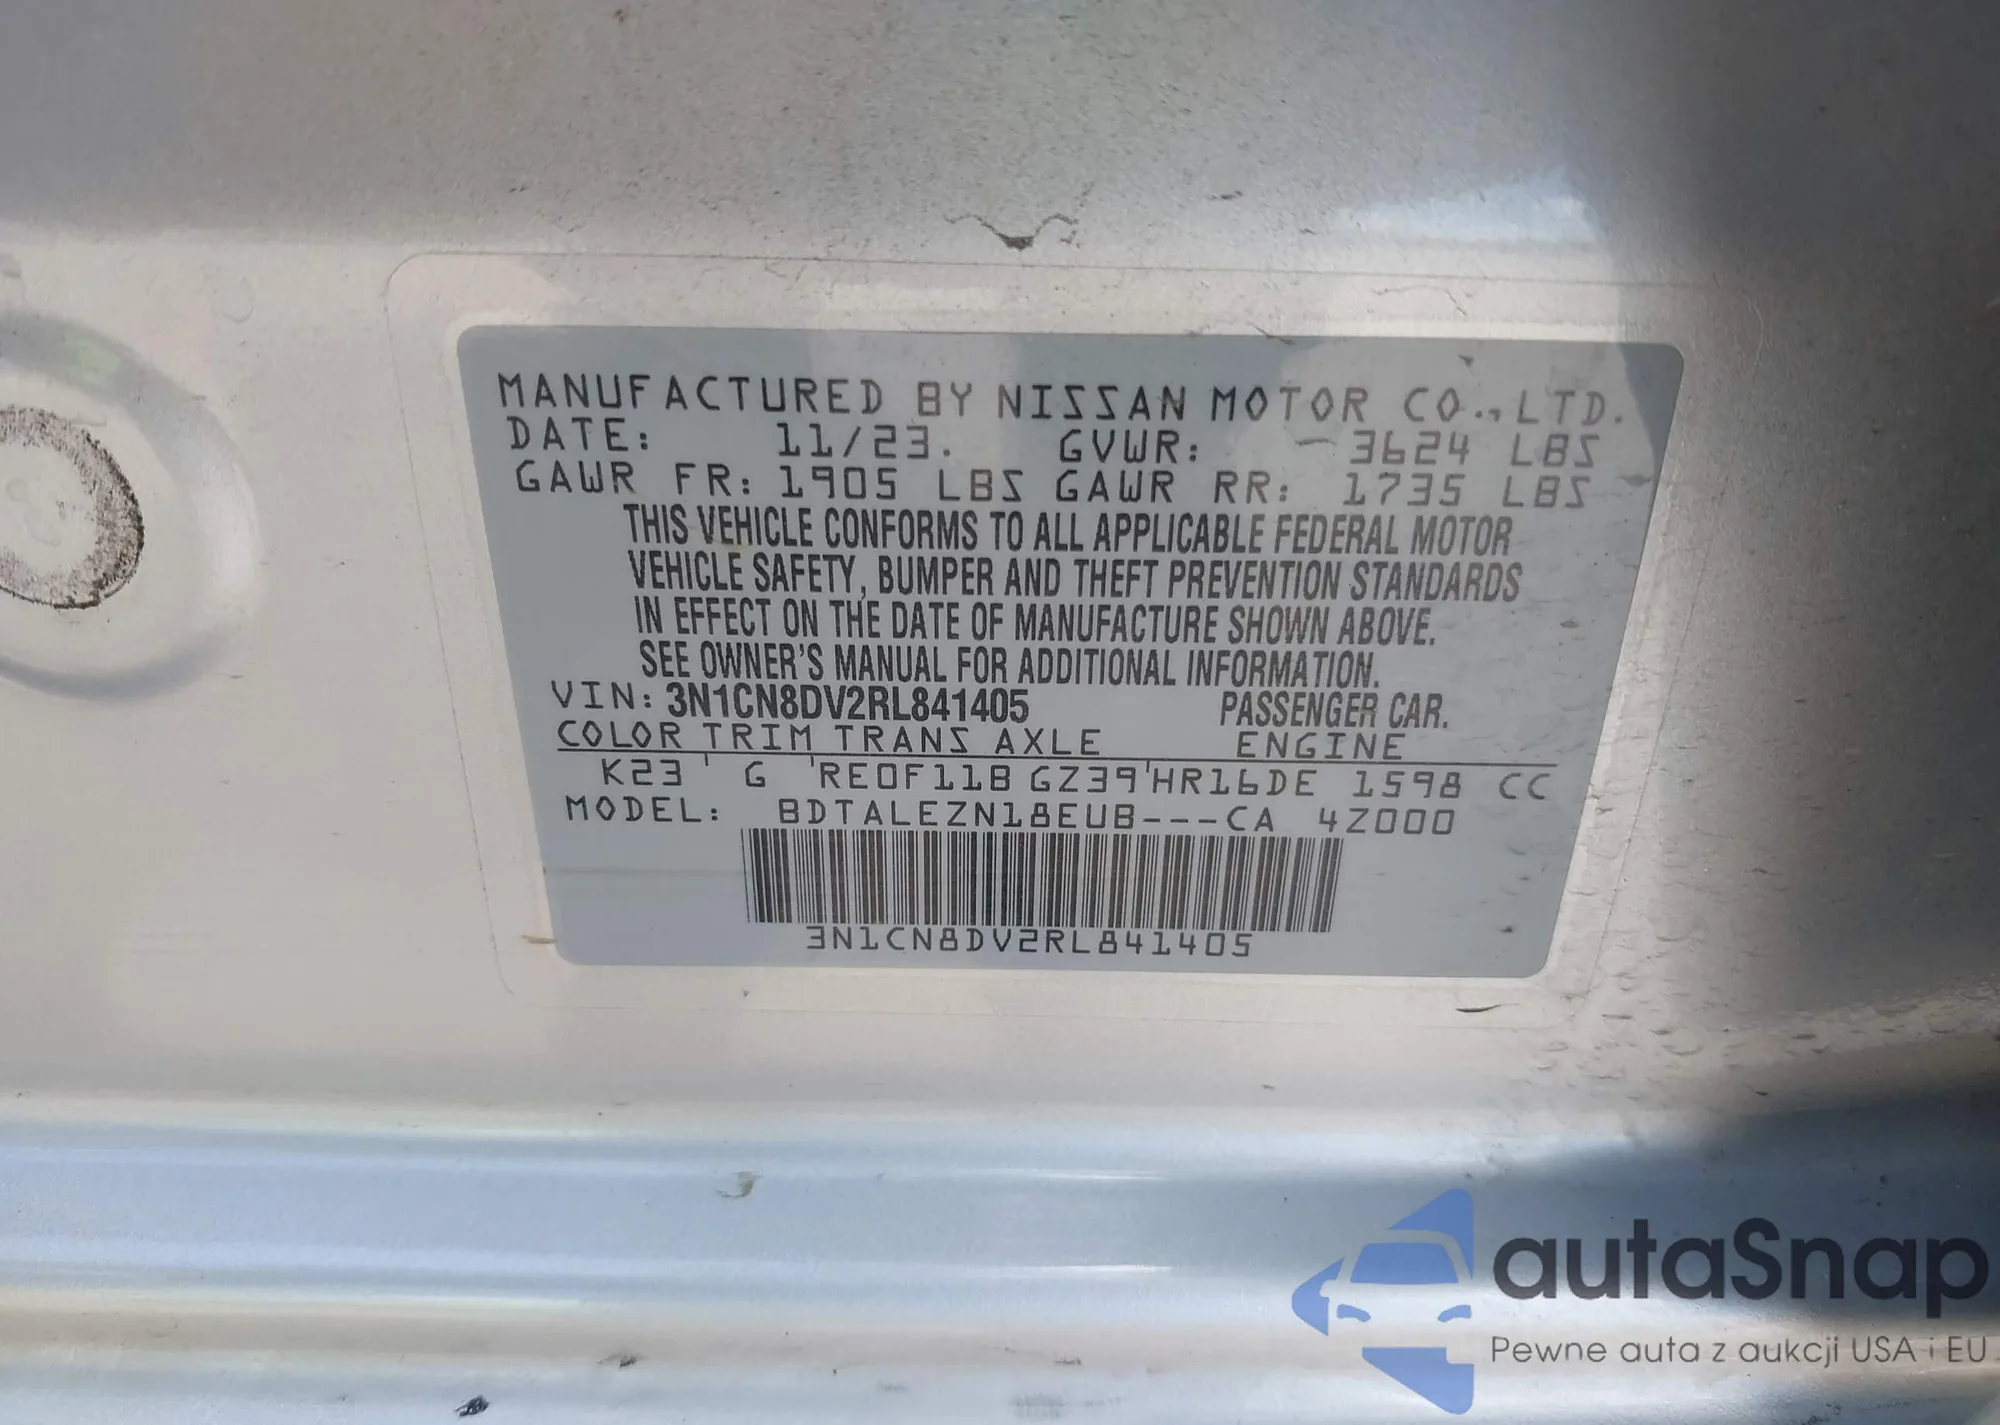 MANUFACTURED BY NISSAN MOTOR CO., LTD.
DATE: 11/23. GVWR: 3624 LBS
GAWR FR: 1905 LBS GAWR RR: 1735 LBS
THIS VEHICLE CONFORMS TO ALL APPLICABLE FEDERAL MOTOR
VEHICLE SAFETY, BUMPER AND THEFT PREVENTION STANDARDS
IN EFFECT ON THE DATE OF MANUFACTURE SHOWN ABOVE.
SEE OWNER'S MANUAL FOR ADDITIONAL INFORMATION.
VIN: 3N1CN8DV2RL841405 PASSENGER CAR.
COLOR TRIM TRANS AXLE ENGINE
K23 G RE0F11B GZ39 HR16DE 1598 CC
MODEL: BDTALEZN18EUB---CA 4Z000
3N1CN8DV2RL841405
autaSnap
Pewne auta z aukcji USA i EU